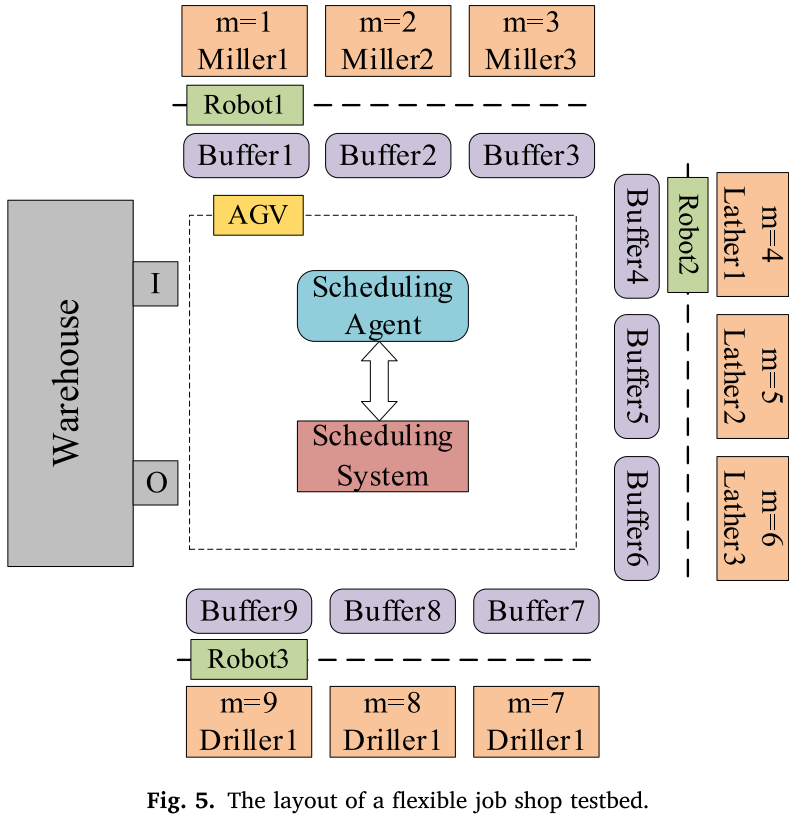 m=1
Miller1
m=2
Miller2
m=3
Miller3
Robot1
Buffer1
Buffer2
Buffer3
AGV
Warehouse
I
O
Scheduling
Agent
Scheduling
System
Buffer4
Robot2
m=4
Lather1
Buffer5
m=5
Lather2
Buffer6
m=6
Lather3
Buffer9
Buffer8
Buffer7
Robot3
m=9
Driller1
m=8
Driller1
m=7
Driller1
Fig. 5. The layout of a flexible job shop testbed.